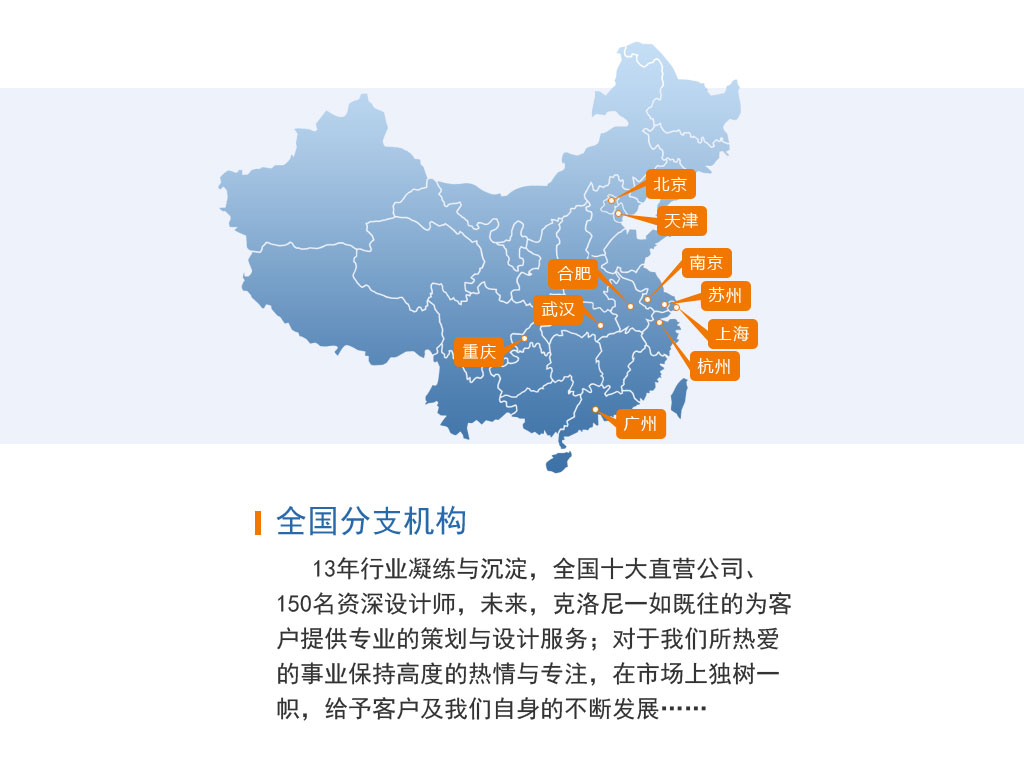 北京
天津
南京
合肥
苏州
武汉
上海
重庆
杭州
广州
全国分支机构
13年行业凝练与沉淀，全国十大直营公司、
150名资深设计师，未来，克洛尼一如既往的为客
户提供专业的策划与设计服务；对于我们所热爱
的事业保持高度的热情与专注，在市场上独树一
帜，给予客户及我们自身的不断发展……